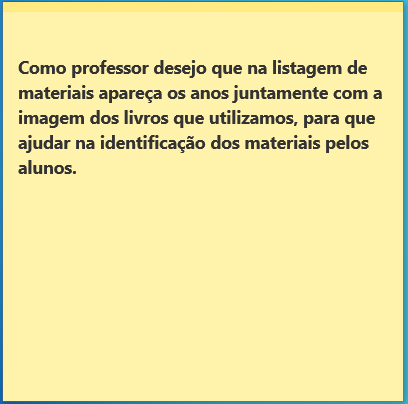 Como professor desejo que na listagem de
materiais apareça os anos juntamente com a
imagem dos livros que utilizamos, para que
ajudar na identificação dos materiais pelos
alunos.